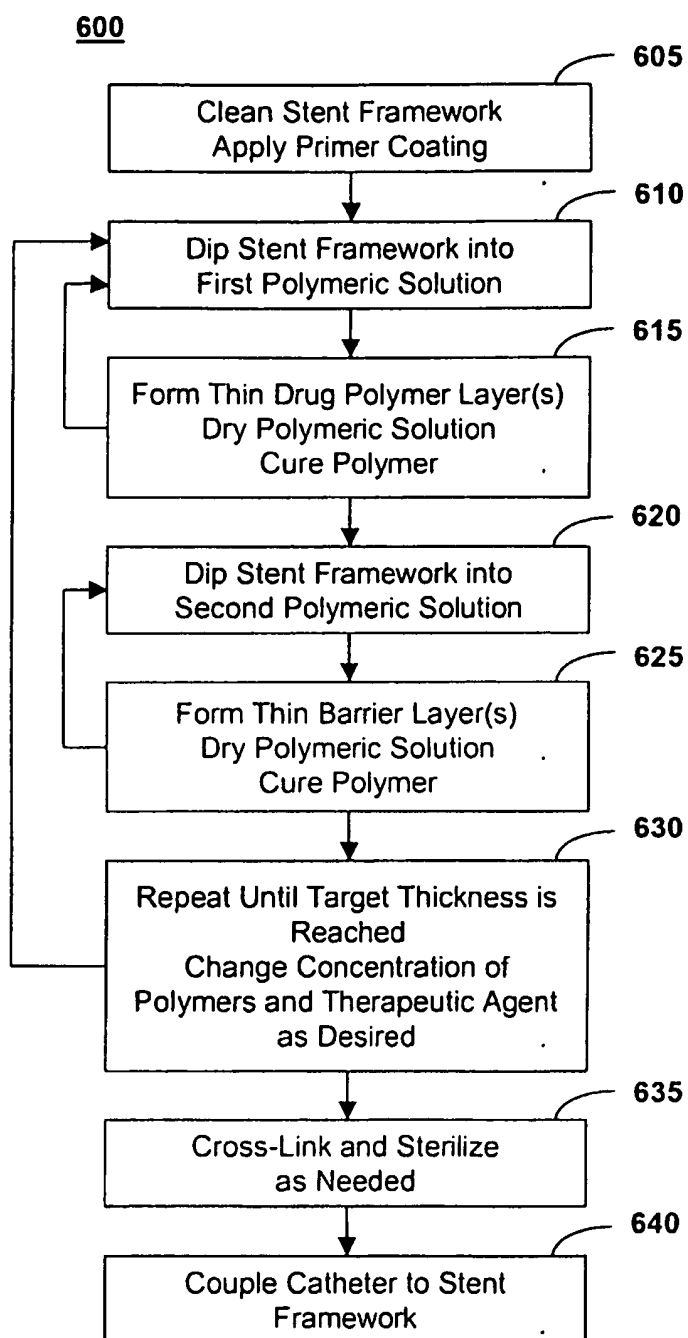 600
605
Clean Stent Framework
Apply Primer Coating
610
Dip Stent Framework into
First Polymeric Solution
615
Form Thin Drug Polymer Layer(s)
Dry Polymeric Solution
Cure Polymer
620
Dip Stent Framework into
Second Polymeric Solution
625
Form Thin Barrier Layer(s)
Dry Polymeric Solution
Cure Polymer
630
Repeat Until Target Thickness is
Reached
Change Concentration of
Polymers and Therapeutic Agent
as Desired
635
Cross-Link and Sterilize
as Needed
640
Couple Catheter to Stent
Framework